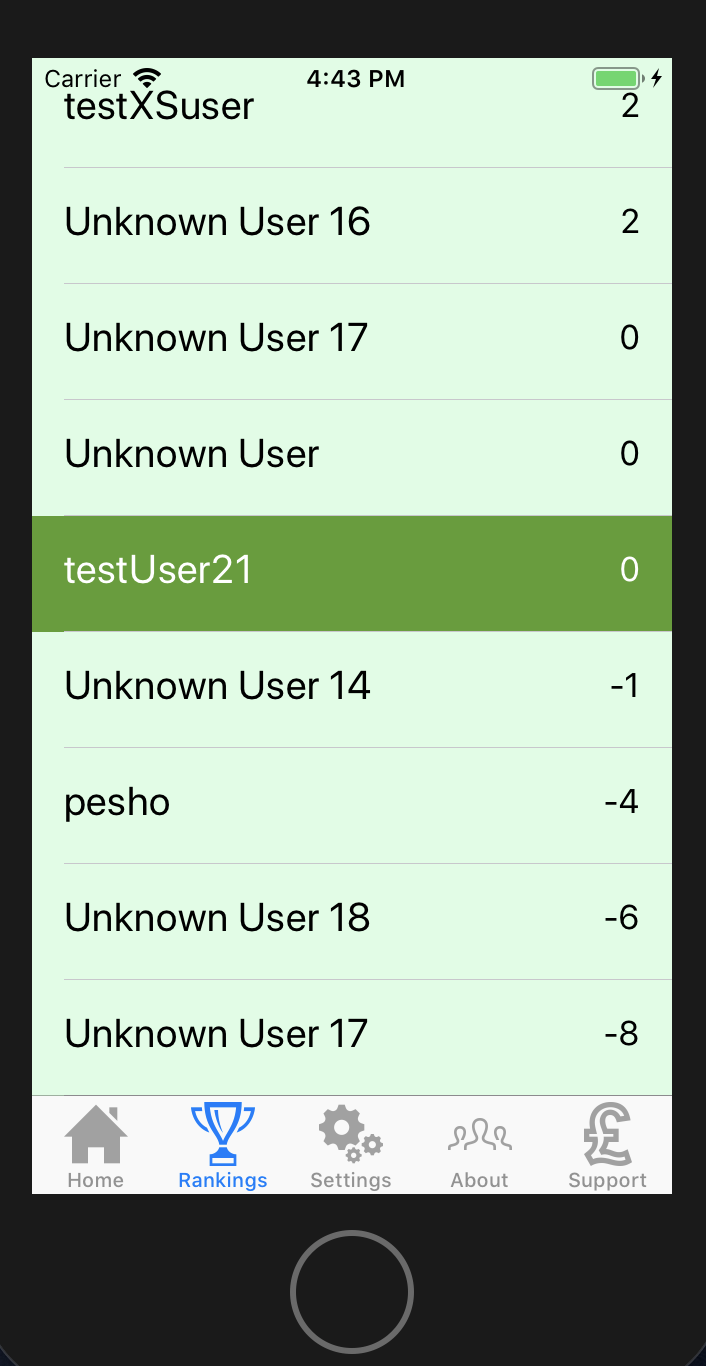 Carrier 4:43 PM
testXSuser 2
Unknown User 16 2
Unknown User 17 0
Unknown User 0
testUser21 0
Unknown User 14 -1
pesho -4
Unknown User 18 -6
Unknown User 17 -8
Home Rankings Settings About Support